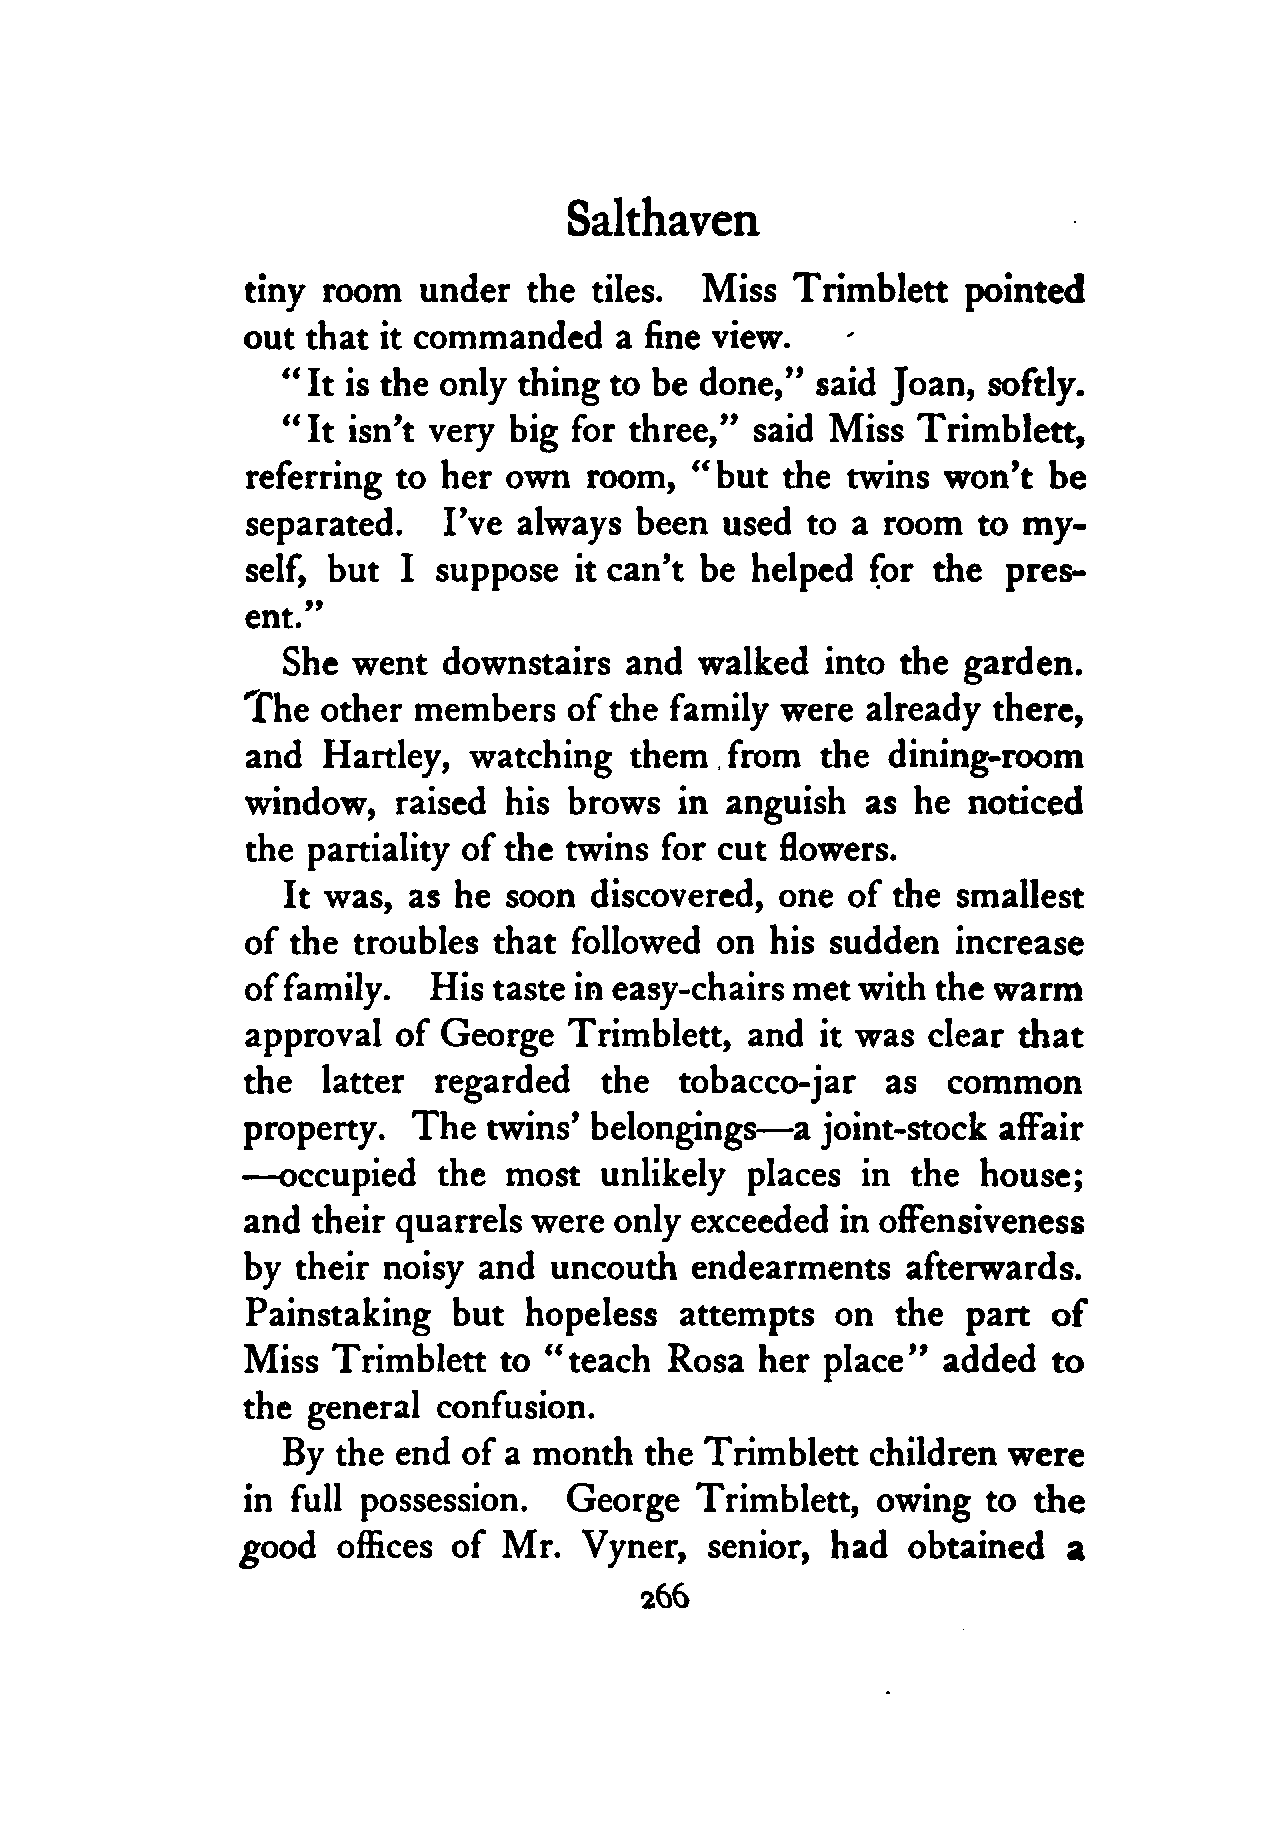 Salthaven
tiny room under the tiles. Miss Trimblett pointed
out that it commanded a fine view.
"It is the only thing to be done," said Joan, softly.
"It isn't very big for three," said Miss Trimblett,
referring to her own room, "but the twins won't be
separated. I've always been used to a room to my-
self, but I suppose it can't be helped for the pres-
ent."
She went downstairs and walked into the garden.
The other members of the family were already there,
and Hartley, watching them from the dining-room
window, raised his brows in anguish as he noticed
the partiality of the twins for cut flowers.
It was, as he soon discovered, one of the smallest
of the troubles that followed on his sudden increase
of family. His taste in easy-chairs met with the warm
approval of George Trimblett, and it was clear that
the latter regarded the tobacco-jar as common
property. The twins' belongings—a joint-stock affair
—occupied the most unlikely places in the house;
and their quarrels were only exceeded in offensiveness
by their noisy and uncouth endearments afterwards.
Painstaking but hopeless attempts on the part of
Miss Trimblett to "teach Rosa her place" added to
the general confusion.
By the end of a month the Trimblett children were
in full possession. George Trimblett, owing to the
good offices of Mr. Vyner, senior, had obtained a
266